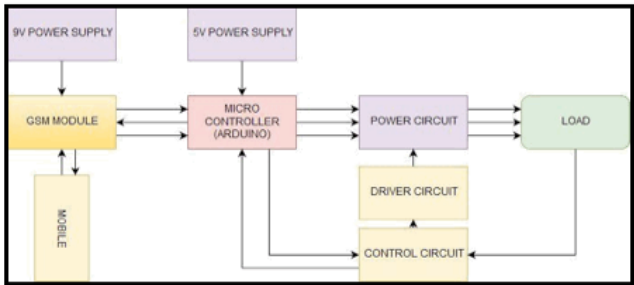 9V POWER SUPPLY
5V POWER SUPPLY
GSM MODULE
MICRO
CONTROLLER
(ARDUINO)
POWER CIRCUIT
LOAD
DRIVER CIRCUIT
MOBILE
CONTROL CIRCUIT